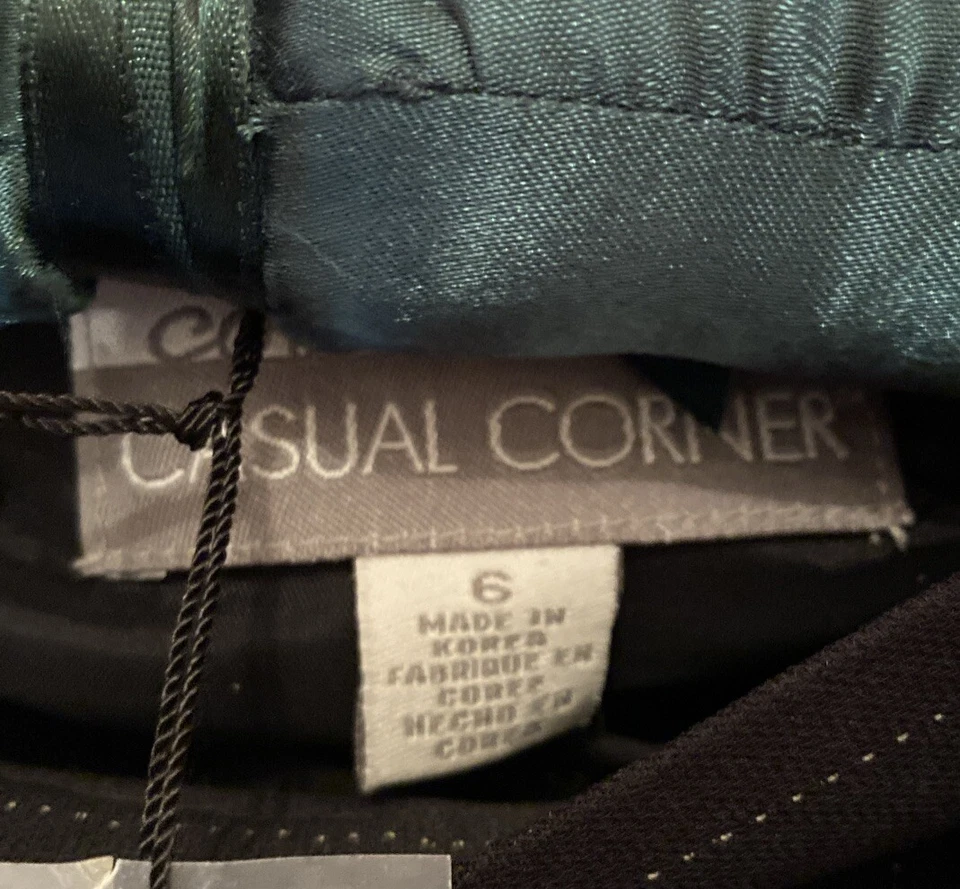 CASUAL CORNER
6
MADE IN
KOREA
FABRIQUE EN
COREE
HECHO EN
COREA